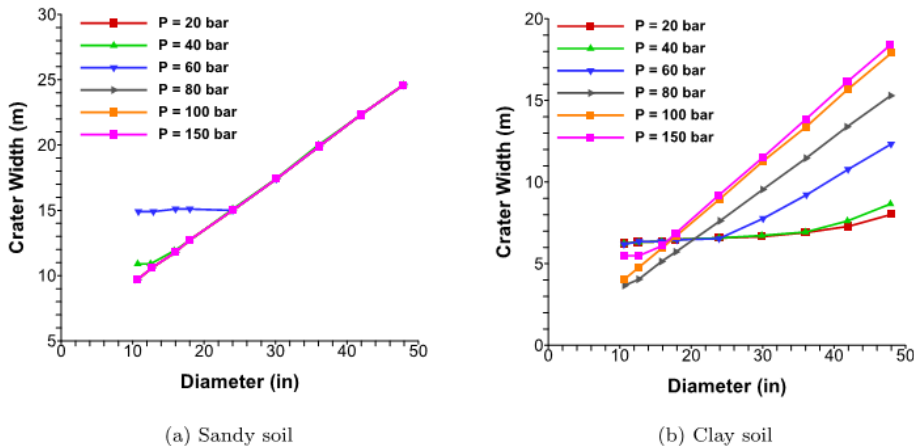 30
25
20
15
10
5
Crater Width (m)
P = 20 bar
P = 40 bar
P = 60 bar
P = 80 bar
P = 100 bar
P = 150 bar
0
10
20
30
40
50
Diameter (in)
(a) Sandy soil
20
15
10
5
0
Crater Width (m)
P = 20 bar
P = 40 bar
P = 60 bar
P = 80 bar
P = 100 bar
P = 150 bar
0
10
20
30
40
50
Diameter (in)
(b) Clay soil